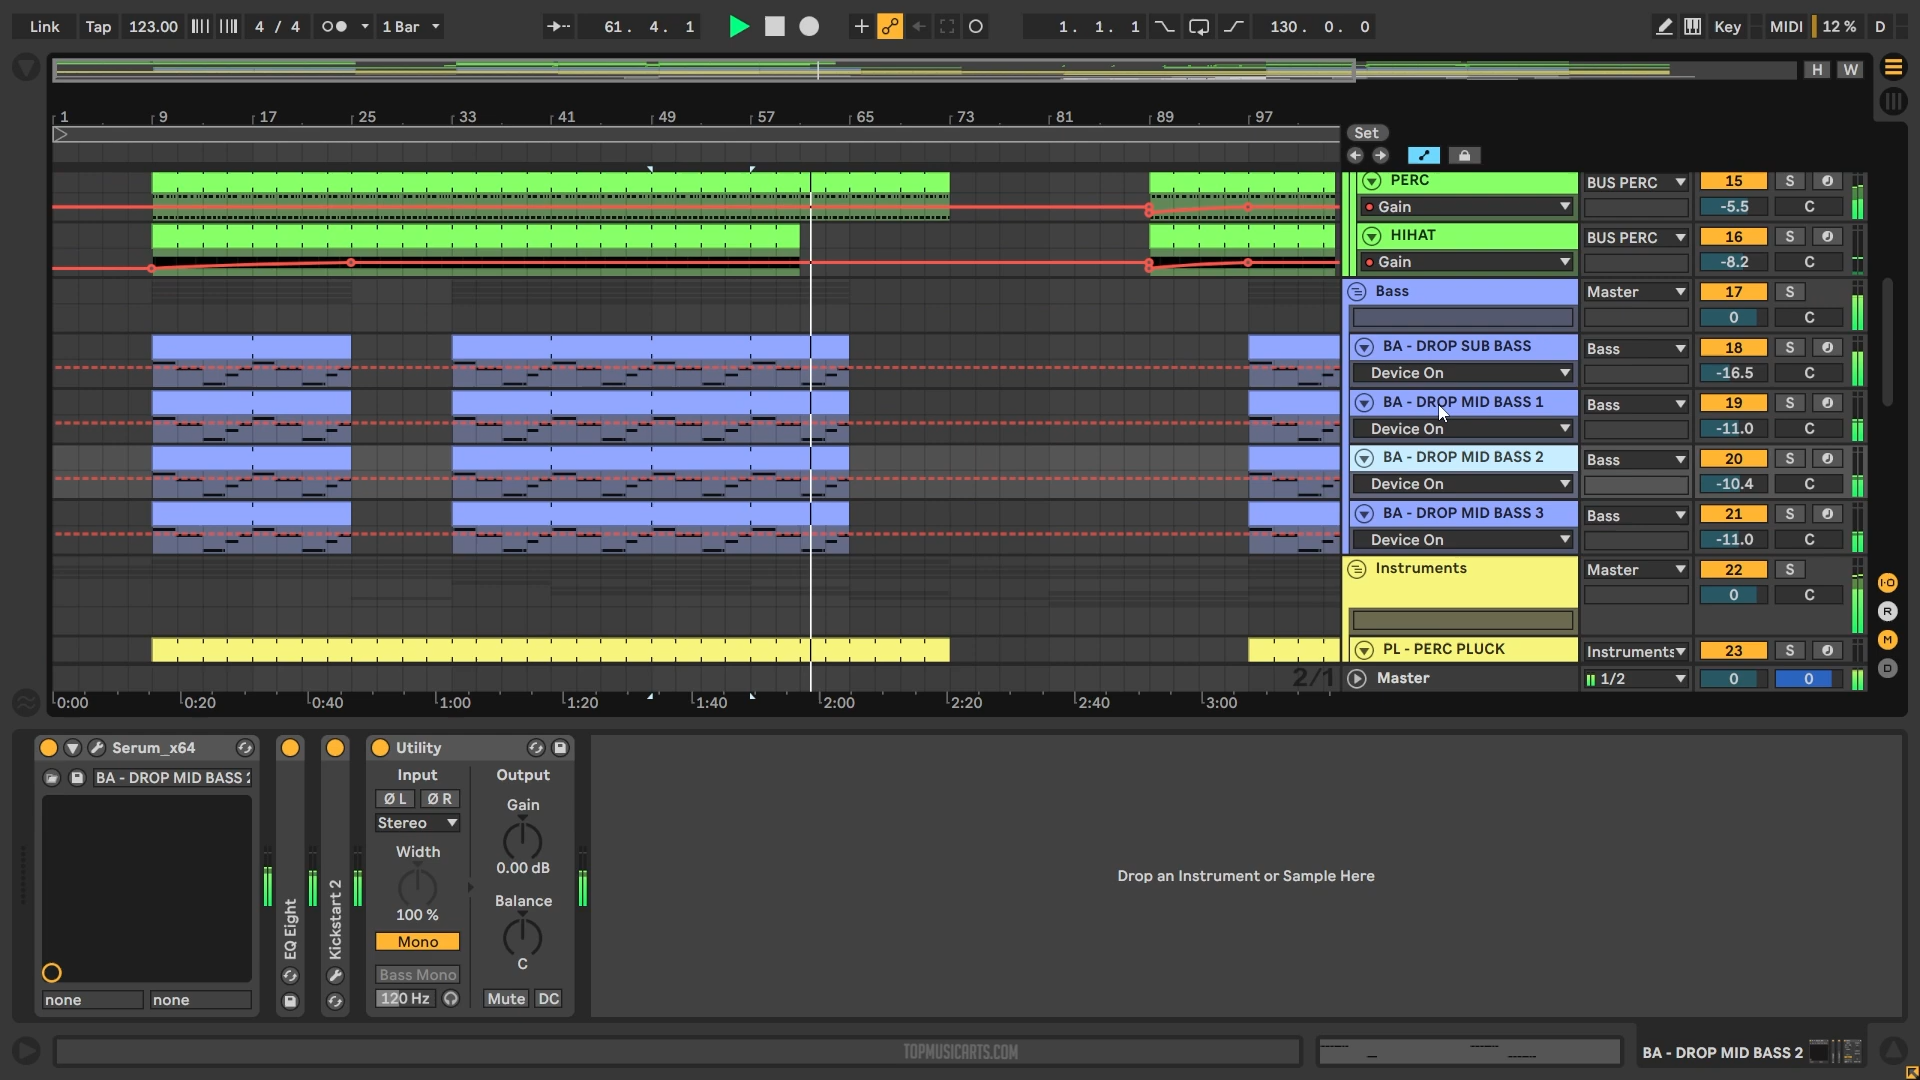 Link Tap 123.00 4 / 4 1 Bar 61. 4. 1 1. 1. 1 130. 0. 0 Key MIDI 12 % D
H W
1 9 17 25 33 41 49 57 65 73 81 89 97
Set
PERC BUS PERC 15 S
Gain -5.5 C
HIHAT BUS PERC 16 S
Gain -8.2 C
Bass Master 17 S
0 C
BA - DROP SUB BASS Bass 18 S
Device On -16.5 C
BA - DROP MID BASS 1 Bass 19 S
Device On -11.0 C
BA - DROP MID BASS 2 Bass 20 S
Device On -10.4 C
BA - DROP MID BASS 3 Bass 21 S
Device On -11.0 C
Instruments Master 22 S
0 C
I·O
R
M
D
PL - PERC PLUCK Instruments 23 S
2/1 Master 1/2 0 0
0:00 0:20 0:40 1:00 1:20 1:40 2:00 2:20 2:40 3:00
Serum_x64
BA - DROP MID BASS 2
none none
EQ Eight
Kickstart 2
Utility
Input Output
Ø L Ø R Gain
Stereo
Width 0.00 dB
100 % Balance
Mono C
Bass Mono
120 Hz Mute DC
Drop an Instrument or Sample Here
TOPMUSICARTS.COM
BA - DROP MID BASS 2